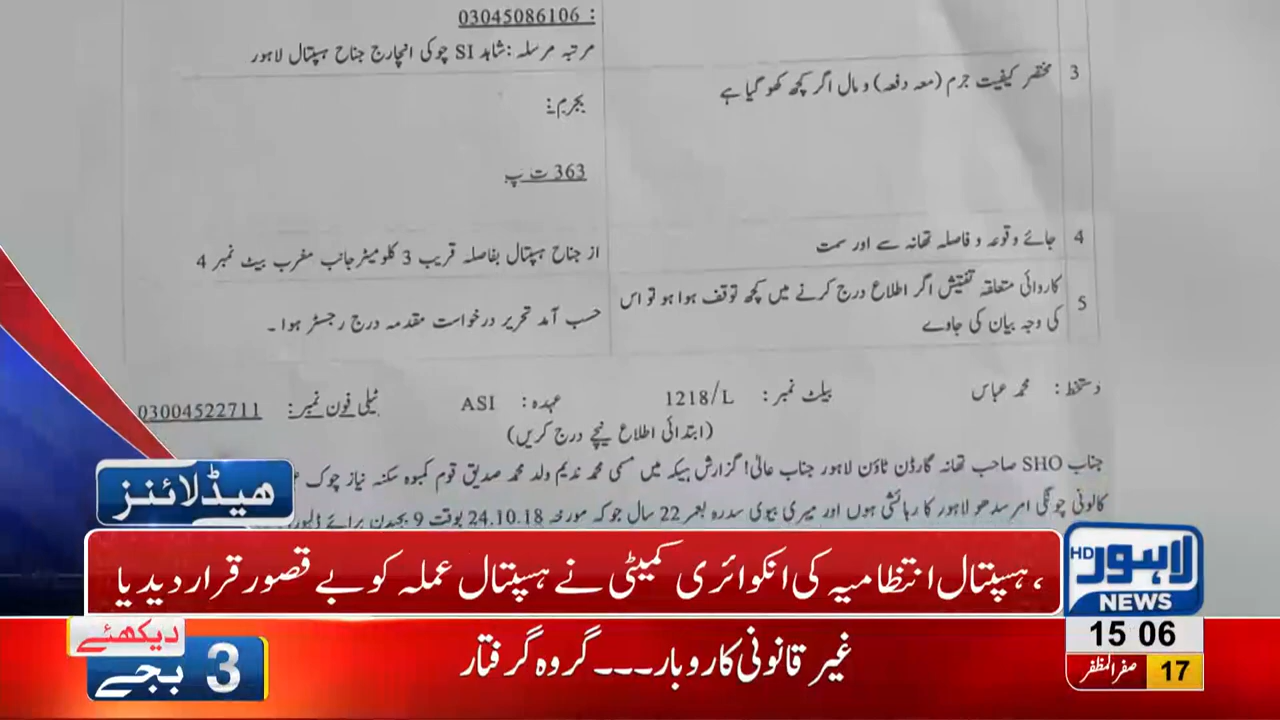 : 03045086106
مرتبہ مرسلہ : شاہد SI چوکی انچارج جناح ہسپتال لاہور
3 مختصر کیفیت جرم (معہ دفعہ) و مال اگر کچھ کھو گیا ہے
بجرم :
363 ت پ
4 جائے وقوعہ و فاصلہ تھانہ سے اور سمت
از جناح ہسپتال بفاصلہ قریب 3 کلومیٹر جانب مغرب بیٹ نمبر 4
5 کاروائی متعلقہ تفتیش اگر اطلاع درج کرنے میں کچھ توقف ہوا ہو تو اس
کی وجہ بیان کی جاوے
حسب آمد تحریر درخواست مقدمہ درج رجسٹر ہوا ۔
دستخط : محمد عباس بیلٹ نمبر : 1218/L عہدہ : ASI ٹیلی فون نمبر : 03004522711
(ابتدائی اطلاع نیچے درج کریں)
جناب SHO صاحب تھانہ گارڈن ٹاؤن لاہور جناب عالی! گزارش ہیکہ میں مسمی محمد ندیم ولد محمد صدیق قوم کمبوہ سکنہ نیاز چوک
کالونی چونگی امر سدھو لاہور کا رہائشی ہوں اور میری بیوی سدرہ بعمر 22 سال جو کہ مورخہ 24.10.18 بوقت 9 بجے دن برائے
ہیڈلائنز
، ہسپتال انتظامیہ کی انکوائری کمیٹی نے ہسپتال عملہ کو بے قصور قرار دیدیا
لاہور HD
NEWS
15 06
17 صفر المظفر
دیکھئے
3 بجے
غیر قانونی کاروبار۔۔۔گروہ گرفتار